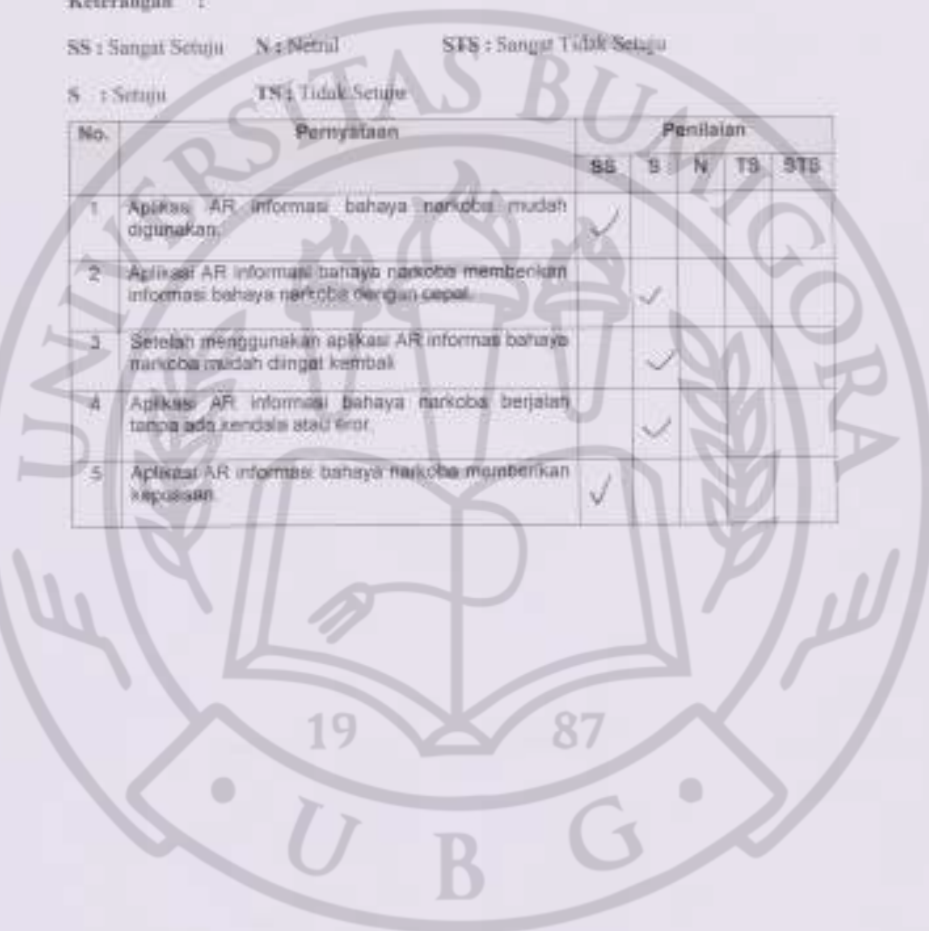 Keterangan :
SS : Sangat Setuju N : Netral STS : Sangat Tidak Setuju
S : Setuju TS : Tidak Setuju
No. Pernyataan Penilaian
SS S N TS STS
1 Aplikasi AR informasi bahaya narkoba mudah
digunakan. ✓
2 Aplikasi AR informasi bahaya narkoba memberikan
informasi bahaya narkoba dengan cepat. ✓
3 Setelah menggunakan aplikasi AR informasi bahaya
narkoba mudah diingat kembali ✓
4 Aplikasi AR informasi bahaya narkoba berjalan
tanpa ada kendala atau eror. ✓
5 Aplikasi AR informasi bahaya narkoba memberikan
kepuasan. ✓
UNIVERSITAS BUMIGORA
19 87
U B G